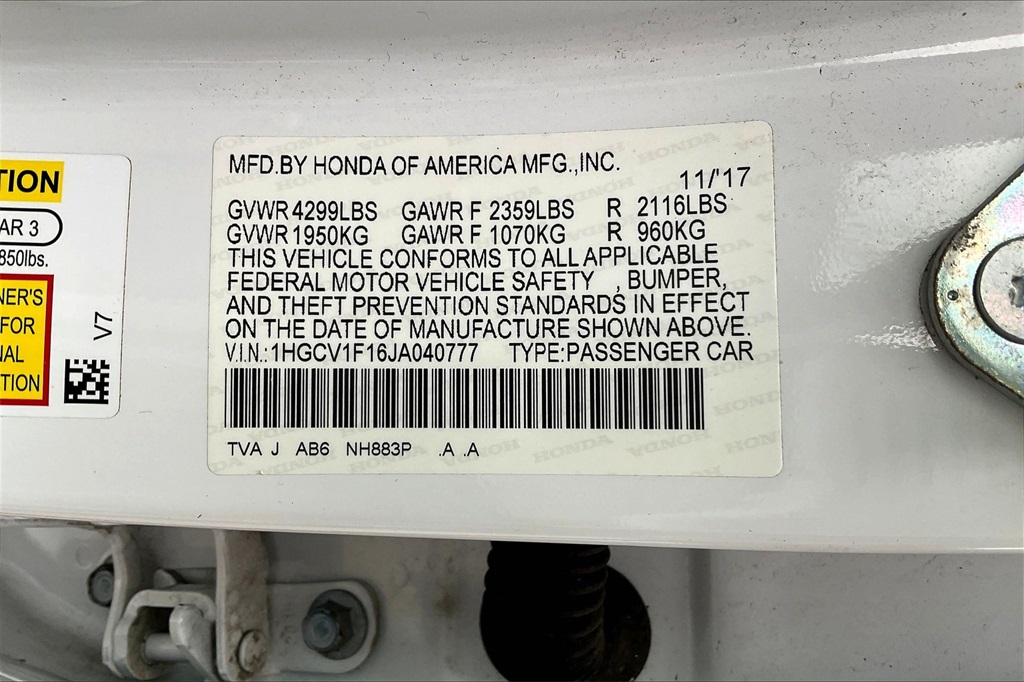 TION
AR 3
850lbs.
NER'S
FOR
NAL
TION
V7
MFD.BY HONDA OF AMERICA MFG.,INC.
11/'17
GVWR 4299LBS GAWR F 2359LBS R 2116LBS
GVWR 1950KG GAWR F 1070KG R 960KG
THIS VEHICLE CONFORMS TO ALL APPLICABLE
FEDERAL MOTOR VEHICLE SAFETY , BUMPER,
AND THEFT PREVENTION STANDARDS IN EFFECT
ON THE DATE OF MANUFACTURE SHOWN ABOVE.
V.I.N.:1HGCV1F16JA040777 TYPE:PASSENGER CAR
TVA J AB6 NH883P .A .A